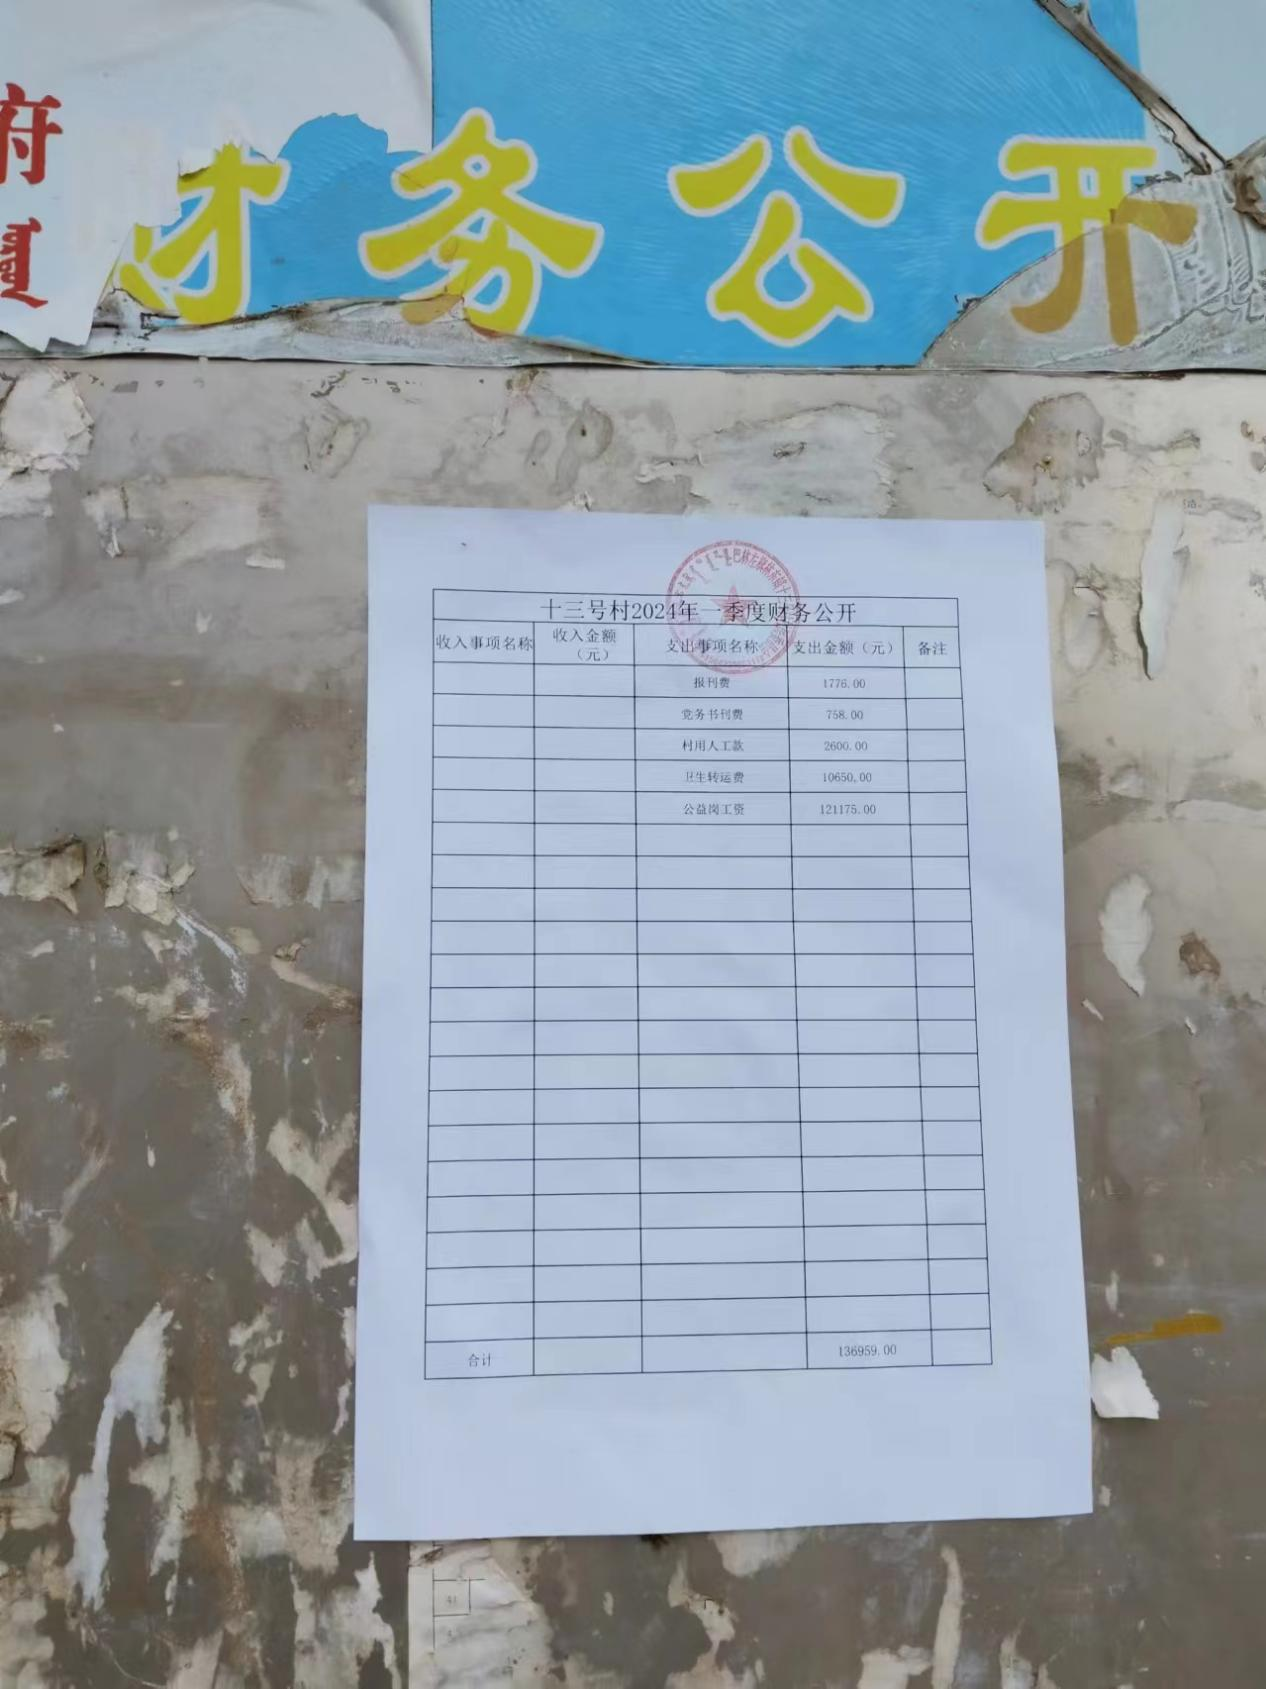 府
财务公开
十三号村2024年一季度财务公开
收入事项名称 收入金额（元） 支出事项名称 支出金额（元） 备注
报刊费 1776.00
党务书刊费 758.00
村用人工款 2600.00
卫生转运费 10650.00
公益岗工资 121175.00
合计 136959.00
41